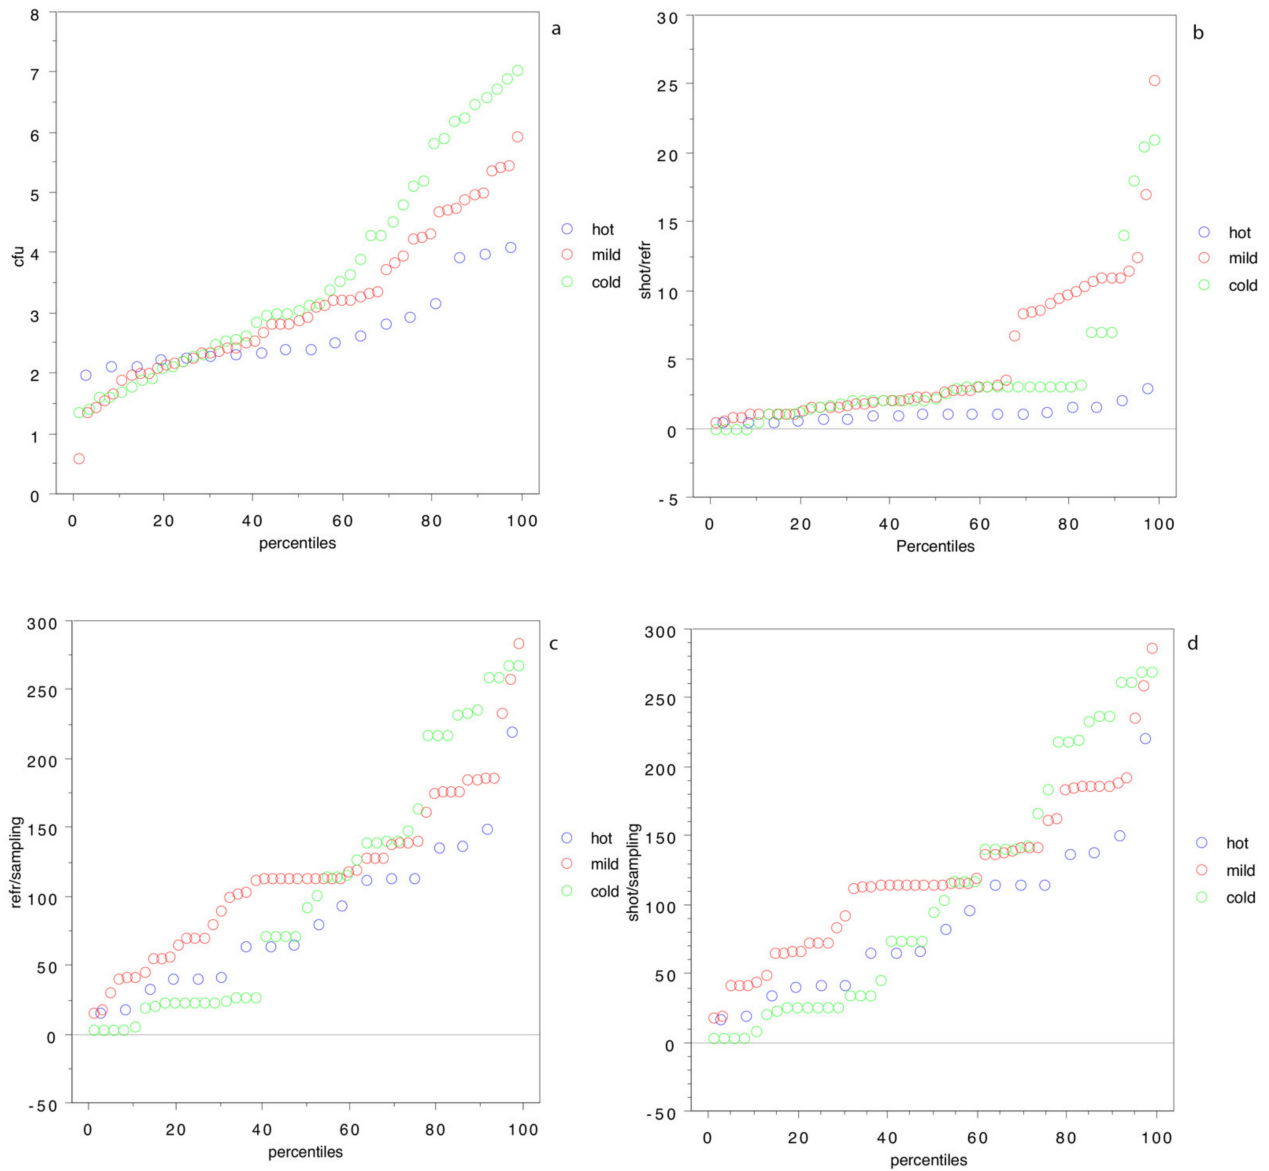 a
8
7
6
5
4
3
2
1
0
cfu
0 20 40 60 80 100
percentiles
hot
mild
cold
b
30
25
20
15
10
5
0
-5
shot/refr
0 20 40 60 80 100
Percentiles
hot
mild
cold
c
300
250
200
150
100
50
0
-50
refr/sampling
0 20 40 60 80 100
percentiles
hot
mild
cold
d
300
250
200
150
100
50
0
-50
shot/sampling
0 20 40 60 80 100
percentiles
hot
mild
cold